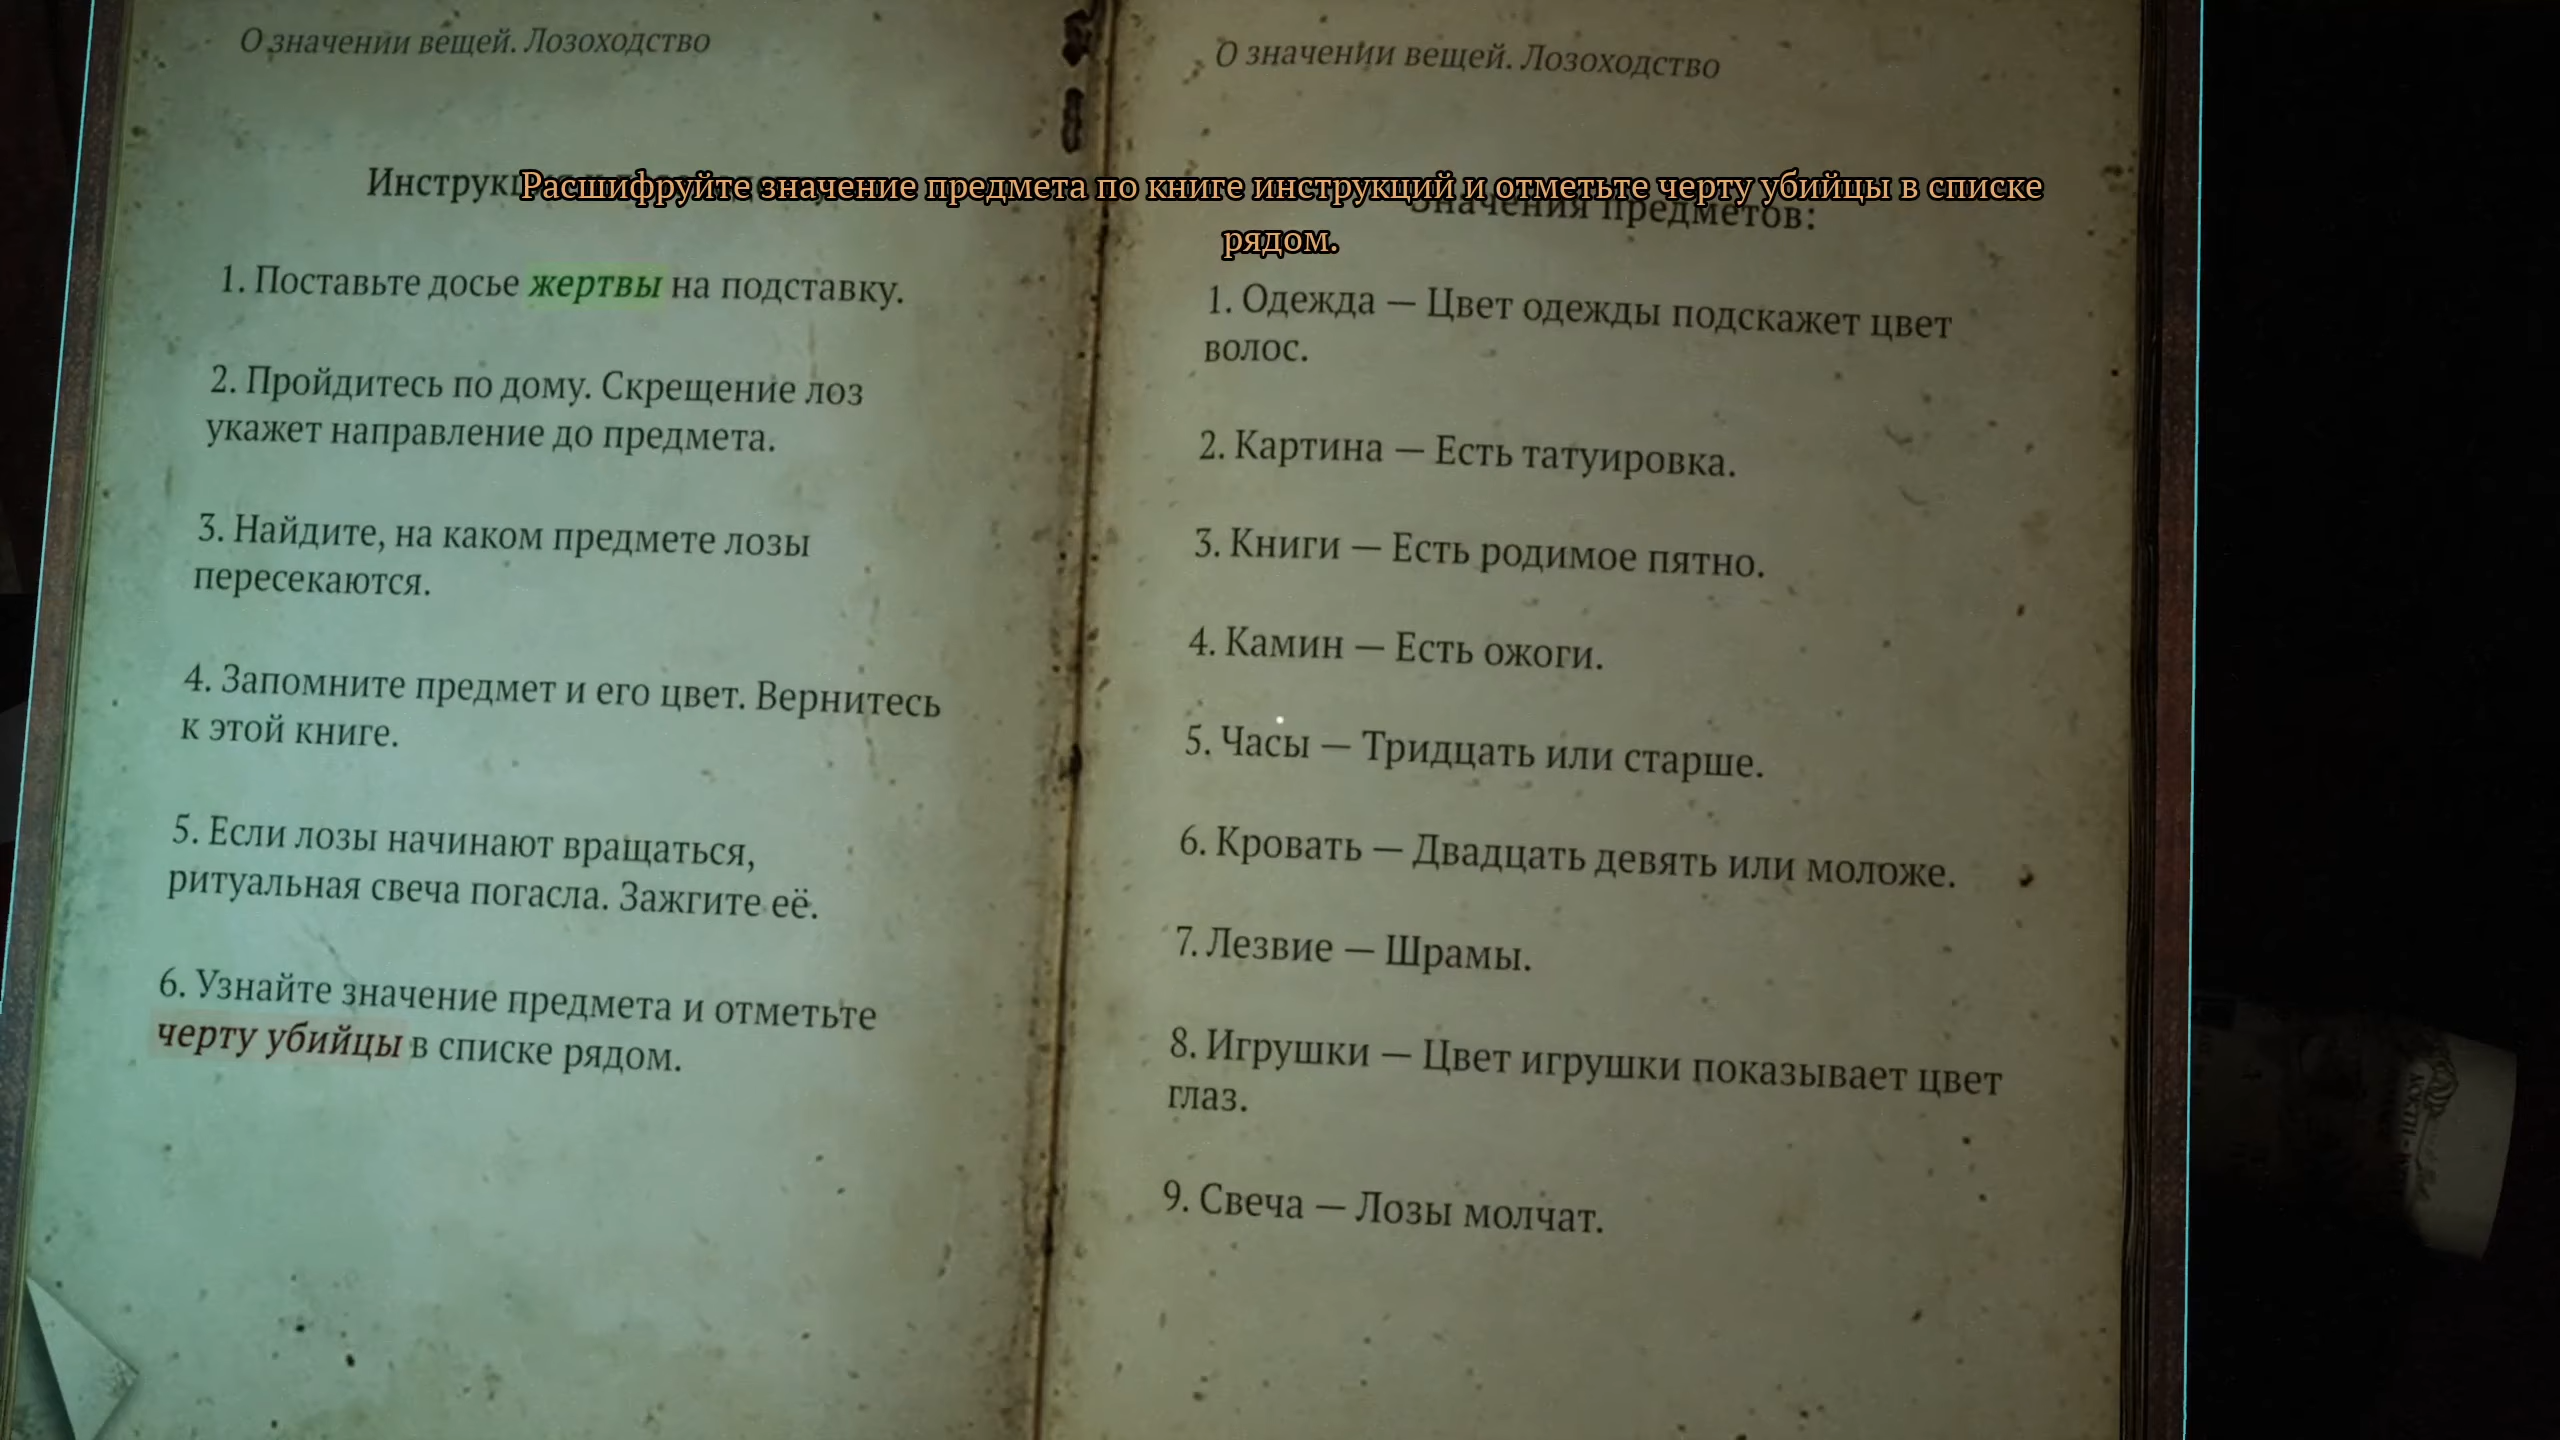 О значении вещей. Лозоходство
Инструкц
1. Поставьте досье жертвы на подставку.
2. Пройдитесь по дому. Скрещение лоз
укажет направление до предмета.
3. Найдите, на каком предмете лозы
пересекаются.
4. Запомните предмет и его цвет. Вернитесь
к этой книге.
5. Если лозы начинают вращаться,
ритуальная свеча погасла. Зажгите её.
6. Узнайте значение предмета и отметьте
черту убийцы в списке рядом.
О значении вещей. Лозоходство
Значения предметов:
1. Одежда — Цвет одежды подскажет цвет
волос.
2. Картина — Есть татуировка.
3. Книги — Есть родимое пятно.
4. Камин — Есть ожоги.
5. Часы — Тридцать или старше.
6. Кровать — Двадцать девять или моложе.
7. Лезвие — Шрамы.
8. Игрушки — Цвет игрушки показывает цвет
глаз.
9. Свеча — Лозы молчат.
Расшифруйте значение предмета по книге инструкций и отметьте черту убийцы в списке
рядом.